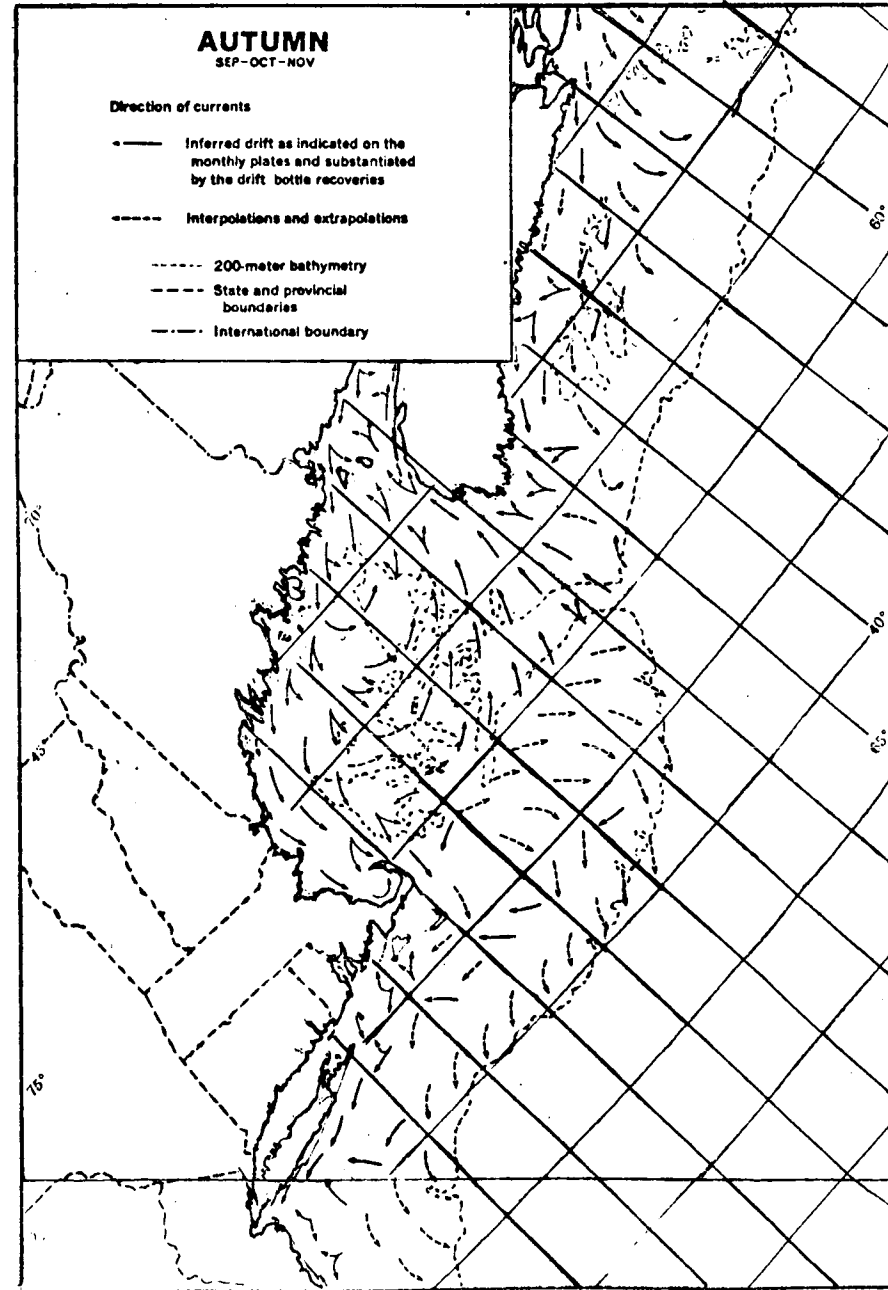 AUTUMN
SEP-OCT-NOV
Direction of currents
Inferred drift as indicated on the
monthly plates and substantiated
by the drift bottle recoveries
Interpolations and extrapolations
200-meter bathymetry
State and provincial
boundaries
International boundary
60°
70°
40°
65°
45°
75°